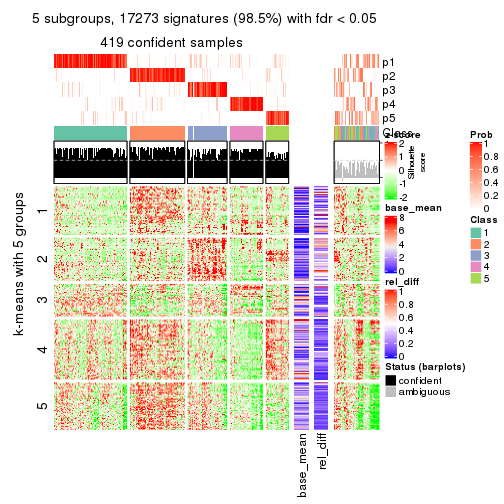 5 subgroups, 17273 signatures (98.5%) with fdr < 0.05
419 confident samples
p1
p2
p3
p4
p5
Class
Silhouette
score
k-means with 5 groups
1
2
3
4
5
base_mean
rel_diff
z-score
2
1
0
-1
-2
base_mean
8
6
4
2
0
rel_diff
1
0.8
0.6
0.4
0.2
0
Status (barplots)
confident
ambiguous
Prob
1
0.8
0.6
0.4
0.2
0
Class
1
2
3
4
5